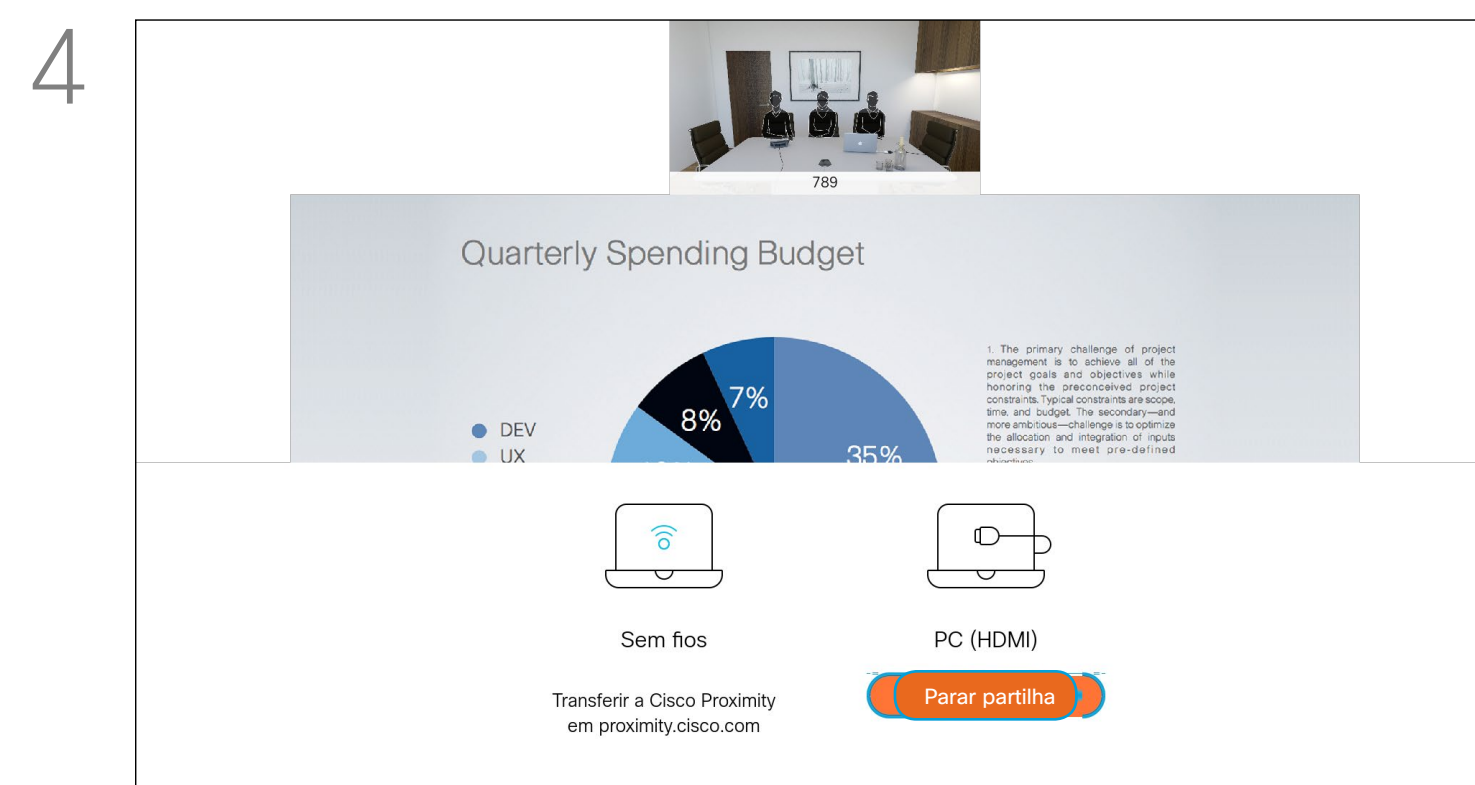 4
789
Quarterly Spending Budget
7%
8%
35%
DEV
UX
1. The primary challenge of project
management is to achieve all of the
project goals and objectives while
honoring the preconceived project
constraints. Typical constraints are scope,
time, and budget. The secondary—and
more ambitious—challenge is to optimize
the allocation and integration of inputs
necessary to meet pre-defined
Sem fios
PC (HDMI)
Transferir a Cisco Proximity
em proximity.cisco.com
Parar partilha